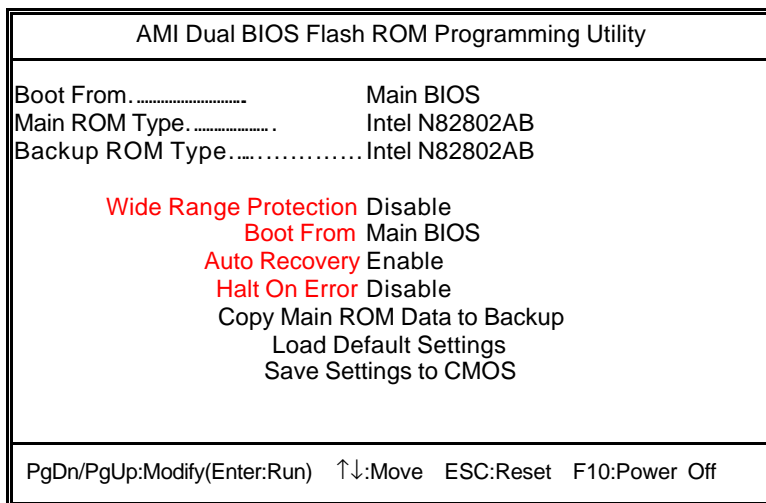 AMI Dual BIOS Flash ROM Programming Utility
Boot From............................ Main BIOS
Main ROM Type.................... Intel N82802AB
Backup ROM Type.................. Intel N82802AB
Wide Range Protection Disable
Boot From Main BIOS
Auto Recovery Enable
Halt On Error Disable
Copy Main ROM Data to Backup
Load Default Settings
Save Settings to CMOS
PgDn/PgUp:Modify(Enter:Run) ↑↓:Move ESC:Reset F10:Power Off